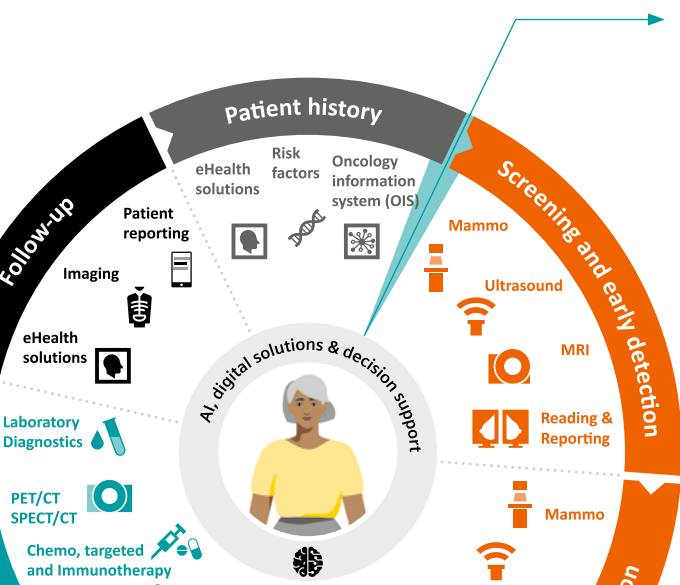 Patient history
Screening and early detection
Follow-up
eHealth
solutions
Risk
factors
Oncology
information
system (OIS)
Patient
reporting
Imaging
eHealth
solutions
Mammo
Ultrasound
MRI
Reading &
Reporting
AI, digital solutions & decision support
Laboratory
Diagnostics
PET/CT
SPECT/CT
Chemo, targeted
and Immunotherapy
Mammo
on